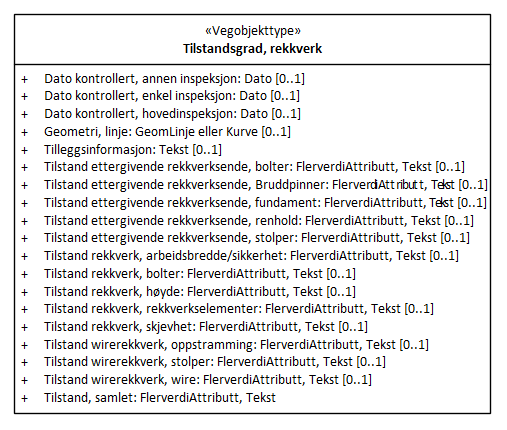 «Vegobjekttype»
Tilstandsgrad, rekkverk
+ Dato kontrollert, annen inspeksjon: Dato [0..1]
+ Dato kontrollert, enkel inspeksjon: Dato [0..1]
+ Dato kontrollert, hovedinspeksjon: Dato [0..1]
+ Geometri, linje: GeomLinje eller Kurve [0..1]
+ Tilleggsinformasjon: Tekst [0..1]
+ Tilstand ettergivende rekkverksende, bolter: FlerverdiAttributt, Tekst [0..1]
+ Tilstand ettergivende rekkverksende, Bruddpinner: FlerverdiAttributt, Tekst [0..1]
+ Tilstand ettergivende rekkverksende, fundament: FlerverdiAttributt, Tekst [0..1]
+ Tilstand ettergivende rekkverksende, renhold: FlerverdiAttributt, Tekst [0..1]
+ Tilstand ettergivende rekkverksende, stolper: FlerverdiAttributt, Tekst [0..1]
+ Tilstand rekkverk, arbeidsbredde/sikkerhet: FlerverdiAttributt, Tekst [0..1]
+ Tilstand rekkverk, bolter: FlerverdiAttributt, Tekst [0..1]
+ Tilstand rekkverk, høyde: FlerverdiAttributt, Tekst [0..1]
+ Tilstand rekkverk, rekkverkselementer: FlerverdiAttributt, Tekst [0..1]
+ Tilstand rekkverk, skjevhet: FlerverdiAttributt, Tekst [0..1]
+ Tilstand wirerekkverk, oppstramming: FlerverdiAttributt, Tekst [0..1]
+ Tilstand wirerekkverk, stolper: FlerverdiAttributt, Tekst [0..1]
+ Tilstand wirerekkverk, wire: FlerverdiAttributt, Tekst [0..1]
+ Tilstand, samlet: FlerverdiAttributt, Tekst